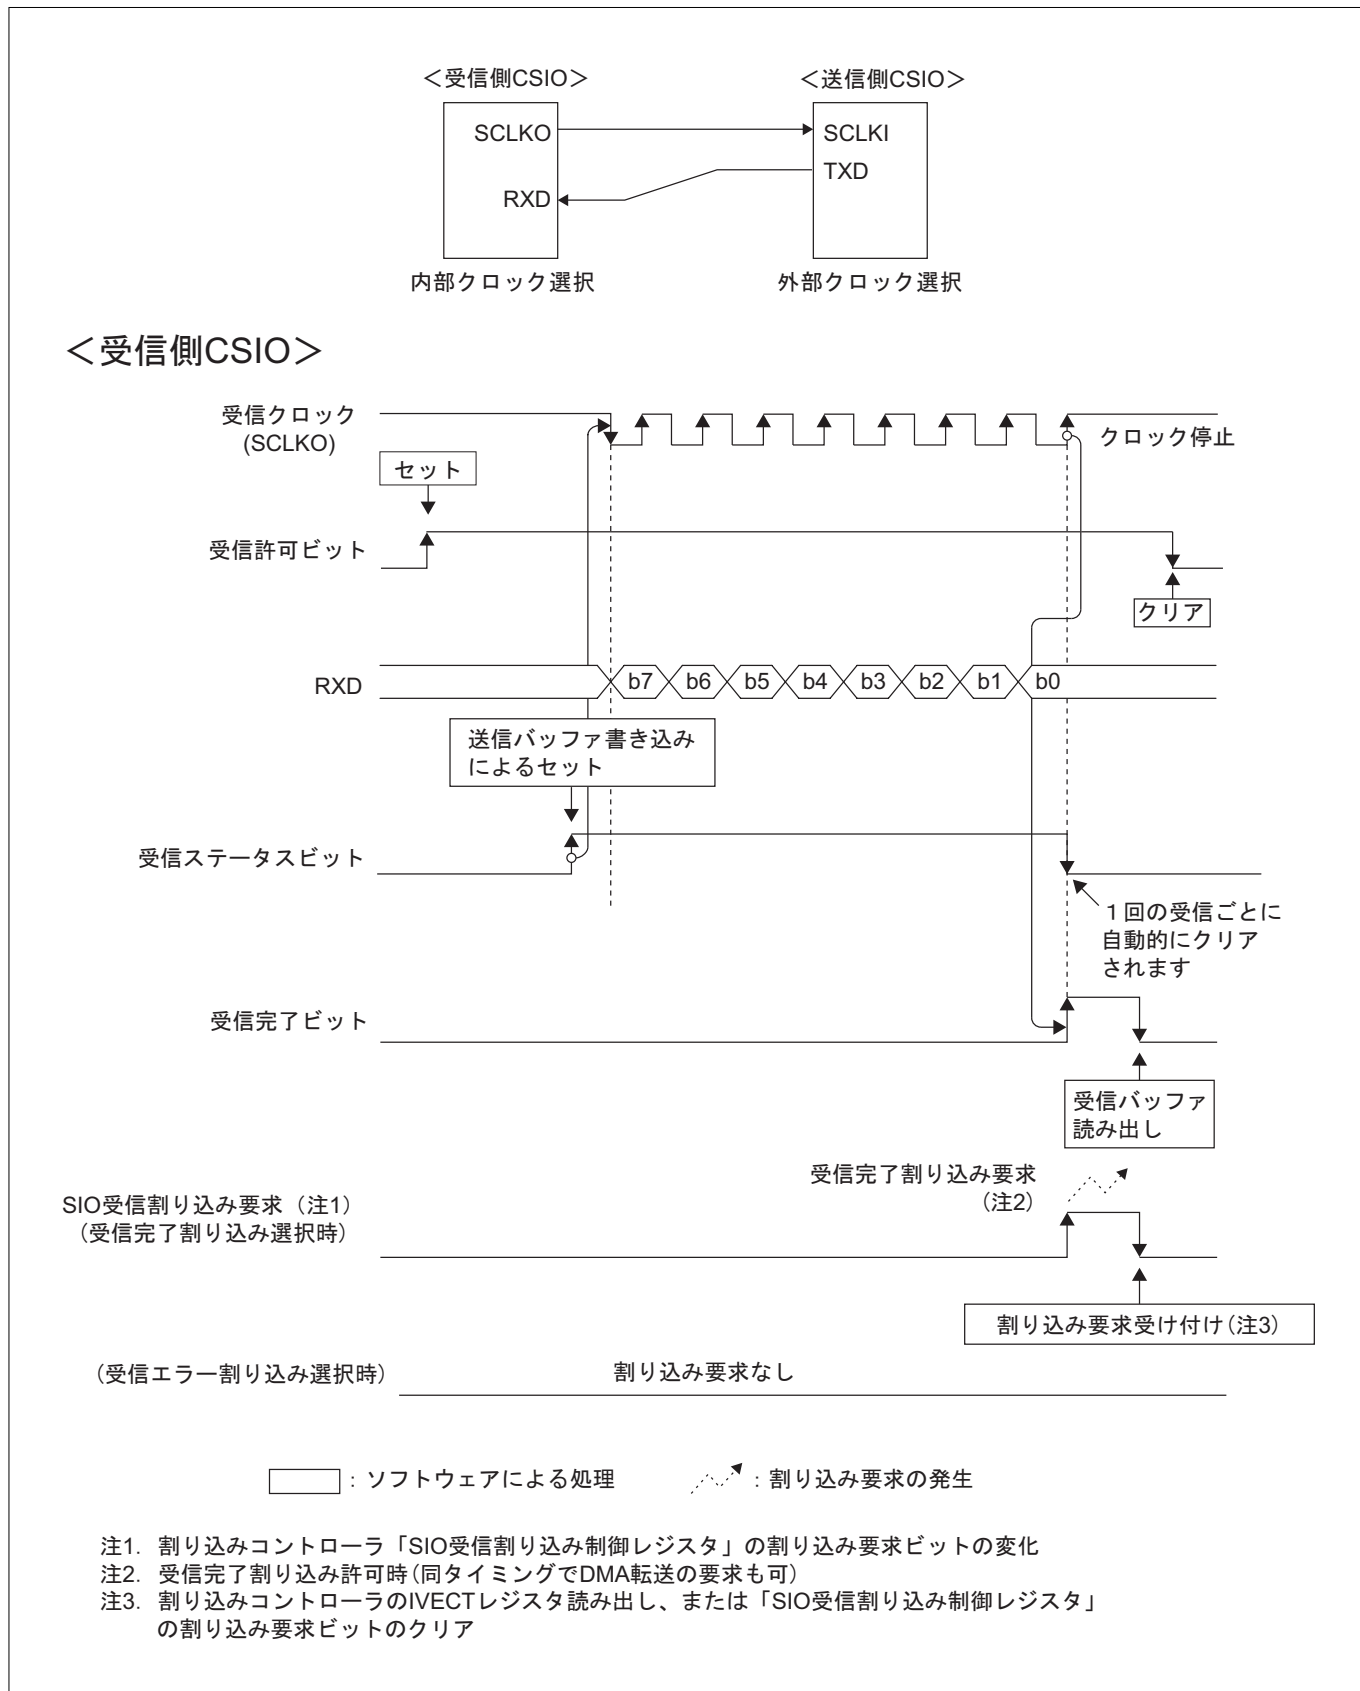 ＜受信側CSIO＞
＜送信側CSIO＞
SCLKO
SCLKI
TXD
RXD
内部クロック選択
外部クロック選択
＜受信側CSIO＞
受信クロック
(SCLKO)
クロック停止
セット
受信許可ビット
クリア
RXD
b7
b6
b5
b4
b3
b2
b1
b0
送信バッファ書き込み
によるセット
受信ステータスビット
１回の受信ごとに
自動的にクリア
されます
受信完了ビット
受信バッファ
読み出し
受信完了割り込み要求
(注2)
SIO受信割り込み要求（注1）
（受信完了割り込み選択時）
割り込み要求受け付け(注3)
(受信エラー割り込み選択時)
割り込み要求なし
：ソフトウェアによる処理
：割り込み要求の発生
注1. 割り込みコントローラ「SIO受信割り込み制御レジスタ」の割り込み要求ビットの変化
注2. 受信完了割り込み許可時(同タイミングでDMA転送の要求も可)
注3. 割り込みコントローラのIVECTレジスタ読み出し、または「SIO受信割り込み制御レジスタ」
の割り込み要求ビットのクリア